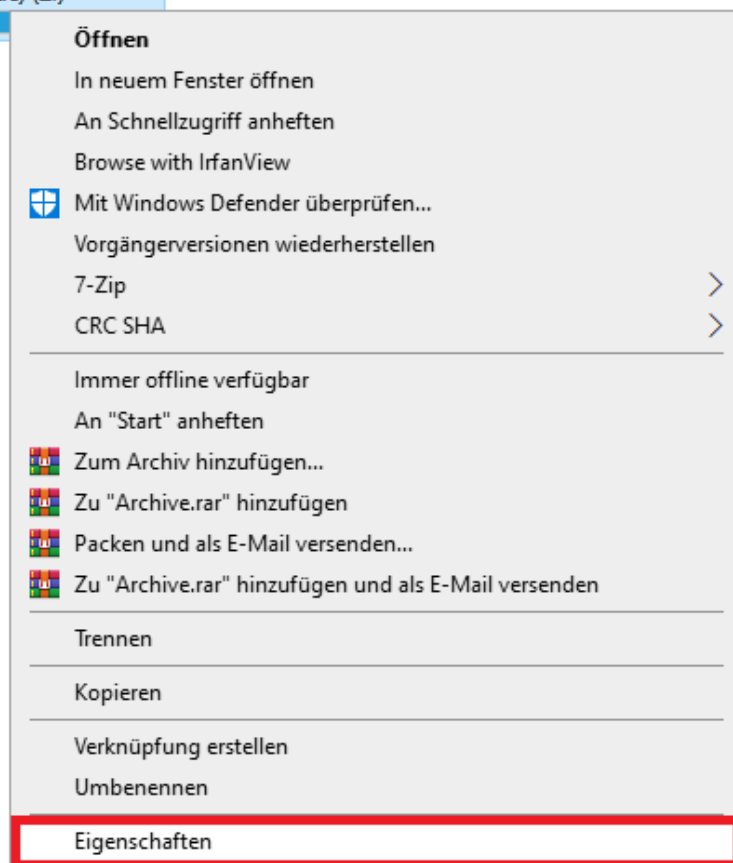 Öffnen
In neuem Fenster öffnen
An Schnellzugriff anheften
Browse with IrfanView
Mit Windows Defender überprüfen...
Vorgängerversionen wiederherstellen
7-Zip
CRC SHA
Immer offline verfügbar
An "Start" anheften
Zum Archiv hinzufügen...
Zu "Archive.rar" hinzufügen
Packen und als E-Mail versenden...
Zu "Archive.rar" hinzufügen und als E-Mail versenden
Trennen
Kopieren
Verknüpfung erstellen
Umbenennen
Eigenschaften